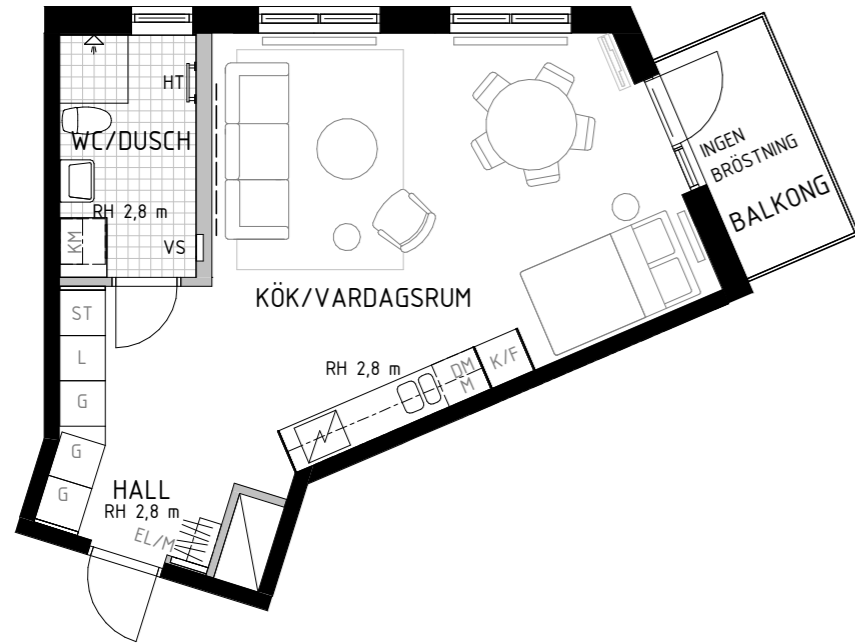 HT
WC/DUSCH
RH 2,8 m
KM
VS
INGEN
BRÖSTNING
BALKONG
KÖK/VARDAGSRUM
RH 2,8 m
DM
M
K/F
ST
L
G
G
G
HALL
RH 2,8 m
EL/M